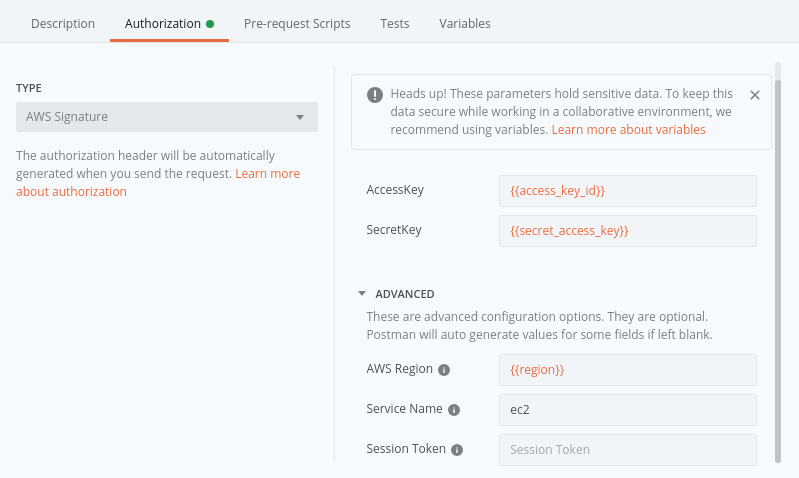 Description Authorization Pre-request Scripts Tests Variables
TYPE
AWS Signature
The authorization header will be automatically
generated when you send the request. Learn more
about authorization
Heads up! These parameters hold sensitive data. To keep this
data secure while working in a collaborative environment, we
recommend using variables. Learn more about variables
AccessKey {{access_key_id}}
SecretKey {{secret_access_key}}
ADVANCED
These are advanced configuration options. They are optional.
Postman will auto generate values for some fields if left blank.
AWS Region {{region}}
Service Name ec2
Session Token Session Token